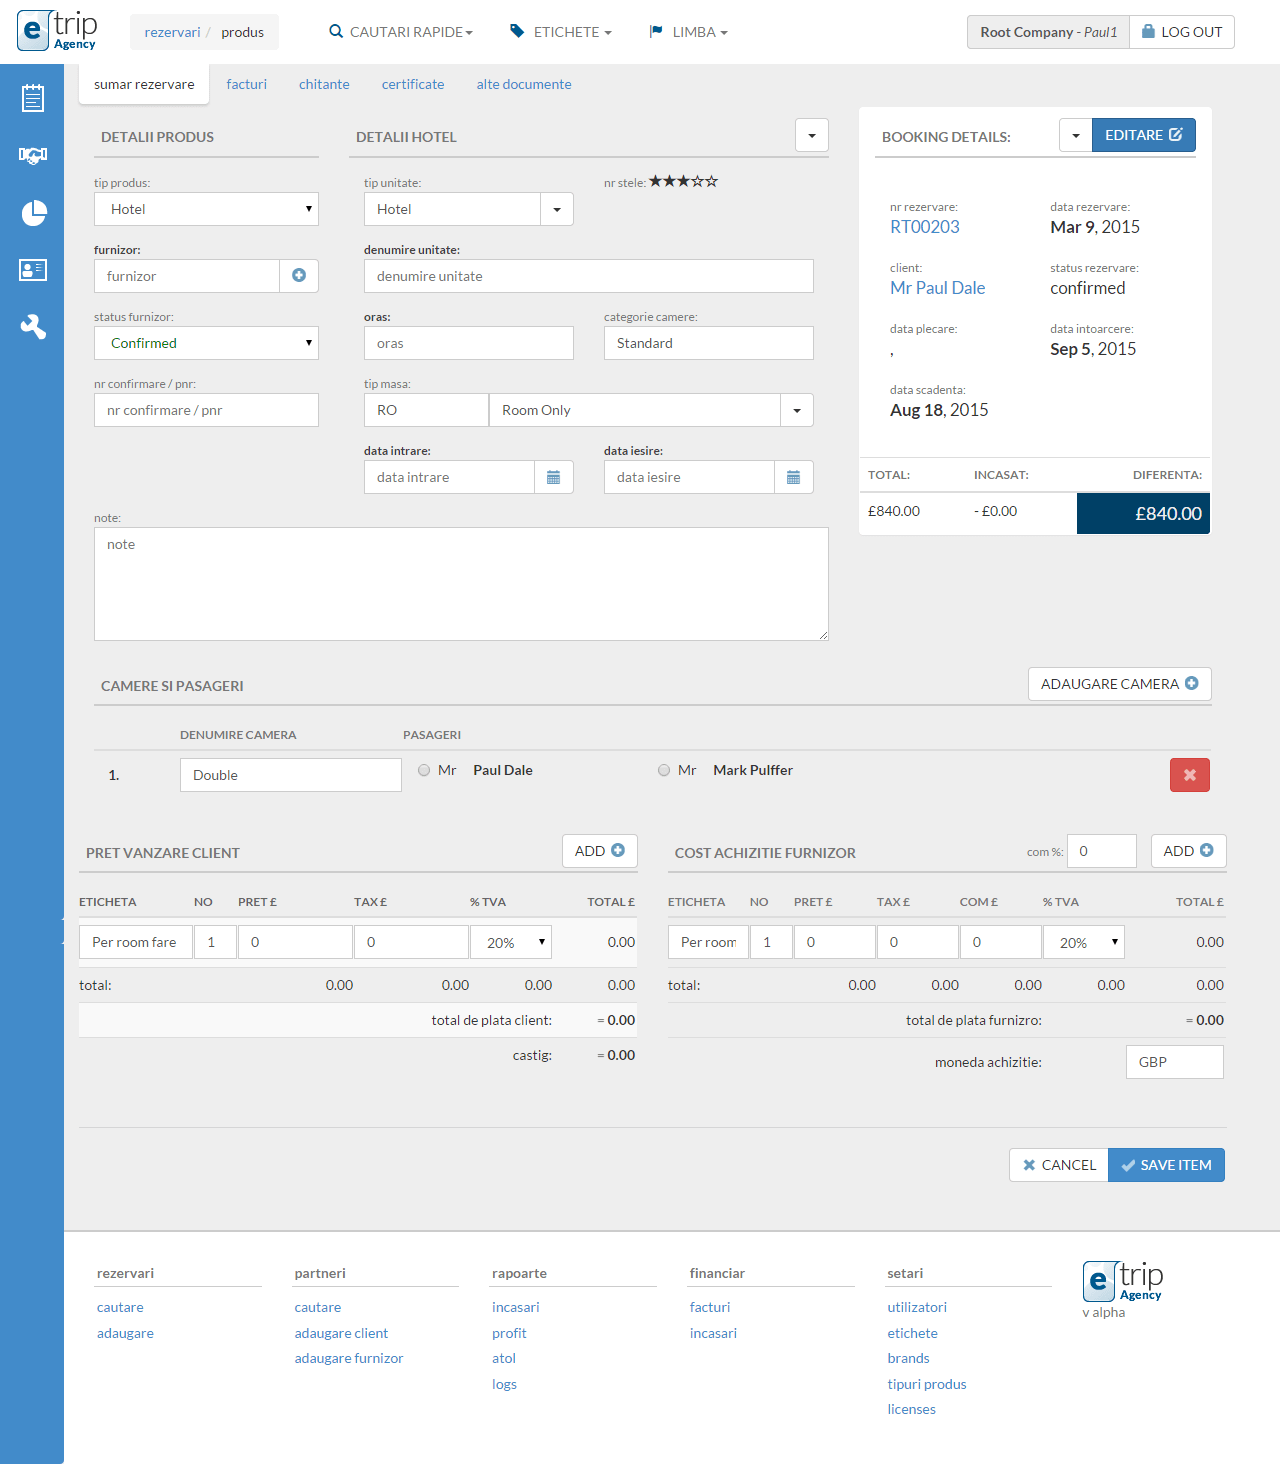 e trip Agency
rezervari / produs
CAUTARI RAPIDE
ETICHETE
LIMBA
Root Company - Paul1
LOG OUT
sumar rezervare
facturi
chitante
certificate
alte documente
DETALII PRODUS
tip produs:
Hotel
furnizor:
furnizor
status furnizor:
Confirmed
nr confirmare / pnr:
nr confirmare / pnr
DETALII HOTEL
tip unitate:
Hotel
nr stele:
denumire unitate:
denumire unitate
oras:
oras
categorie camere:
Standard
tip masa:
RO
Room Only
data intrare:
data intrare
data iesire:
data iesire
note:
note
BOOKING DETAILS:
EDITARE
nr rezervare:
RT00203
data rezervare:
Mar 9, 2015
client:
Mr Paul Dale
status rezervare:
confirmed
data plecare:
,
data intoarcere:
Sep 5, 2015
data scadenta:
Aug 18, 2015
TOTAL: INCASAT: DIFERENTA:
£840.00 - £0.00 £840.00
CAMERE SI PASAGERI
ADAUGARE CAMERA
DENUMIRE CAMERA PASAGERI
1. Double Mr Paul Dale Mr Mark Pulffer
PRET VANZARE CLIENT
ADD
ETICHETA NO PRET £ TAX £ % TVA TOTAL £
Per room fare 1 0 0 20% 0.00
total: 0.00 0.00 0.00 0.00
total de plata client: = 0.00
castig: = 0.00
COST ACHIZITIE FURNIZOR
com %: 0
ADD
ETICHETA NO PRET £ TAX £ COM £ % TVA TOTAL £
Per room 1 0 0 0 20% 0.00
total: 0.00 0.00 0.00 0.00 0.00
total de plata furnizro: = 0.00
moneda achizitie: GBP
CANCEL
SAVE ITEM
rezervari
cautare
adaugare
partneri
cautare
adaugare client
adaugare furnizor
rapoarte
incasari
profit
atol
logs
financiar
facturi
incasari
setari
utilizatori
etichete
brands
tipuri produs
licenses
e trip Agency
v alpha